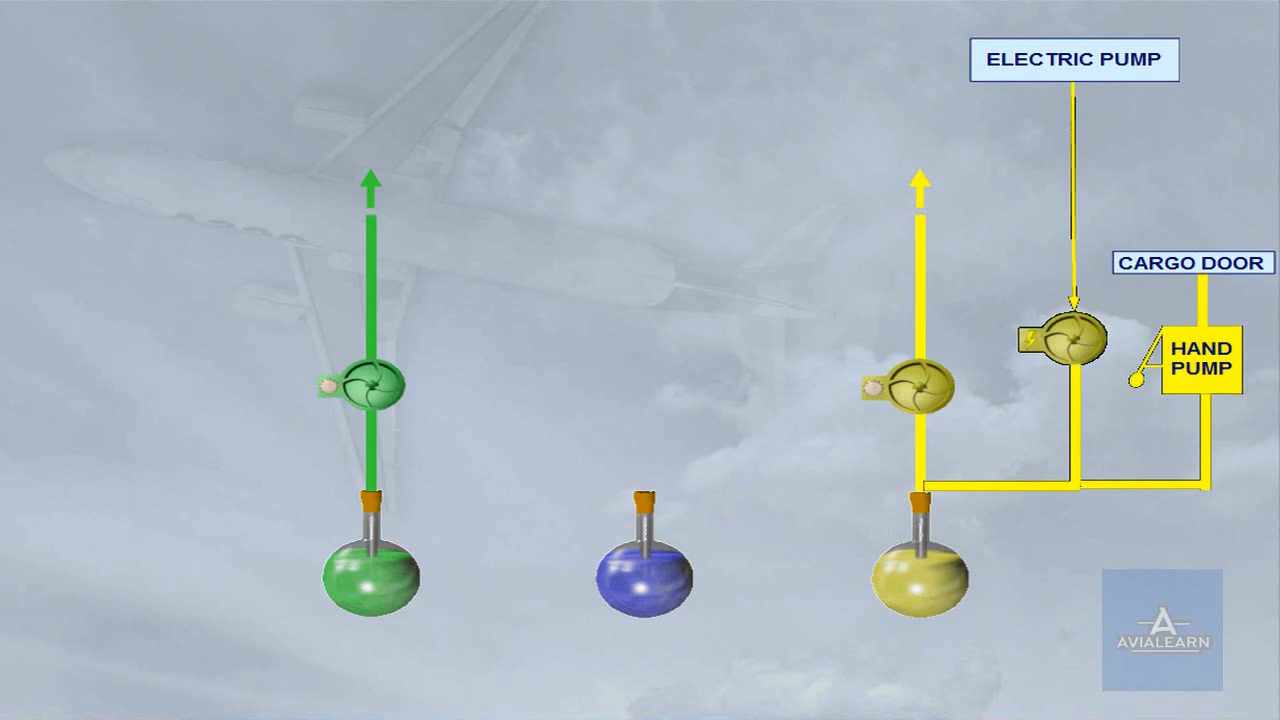 ELECTRIC PUMP
CARGO DOOR
HAND
PUMP
AVIALEARN